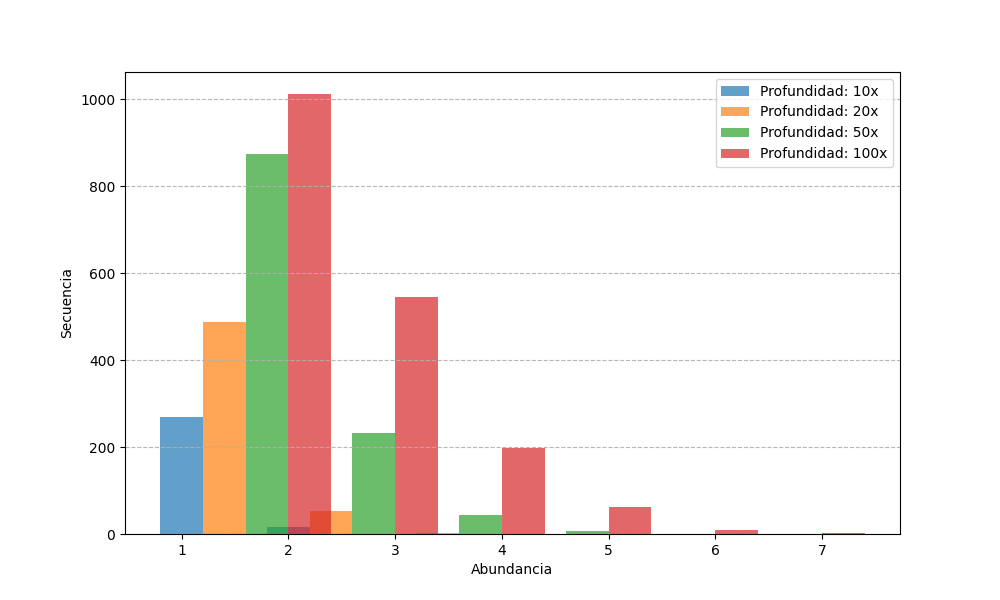 Profundidad: 10x
Profundidad: 20x
Profundidad: 50x
Profundidad: 100x
1000
800
600
400
200
0
Secuencia
1 2 3 4 5 6 7
Abundancia